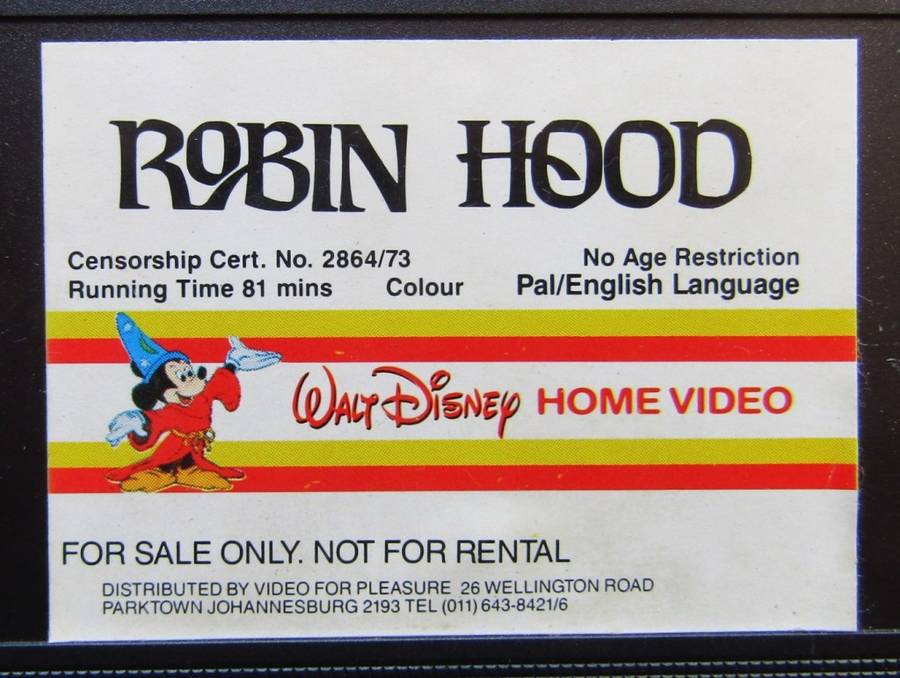 ROBIN HOOD
Censorship Cert. No. 2864/73 No Age Restriction
Running Time 81 mins Colour Pal/English Language
WALT DISNEY HOME VIDEO
FOR SALE ONLY. NOT FOR RENTAL
DISTRIBUTED BY VIDEO FOR PLEASURE 26 WELLINGTON ROAD
PARKTOWN JOHANNESBURG 2193 TEL (011) 643-8421/6